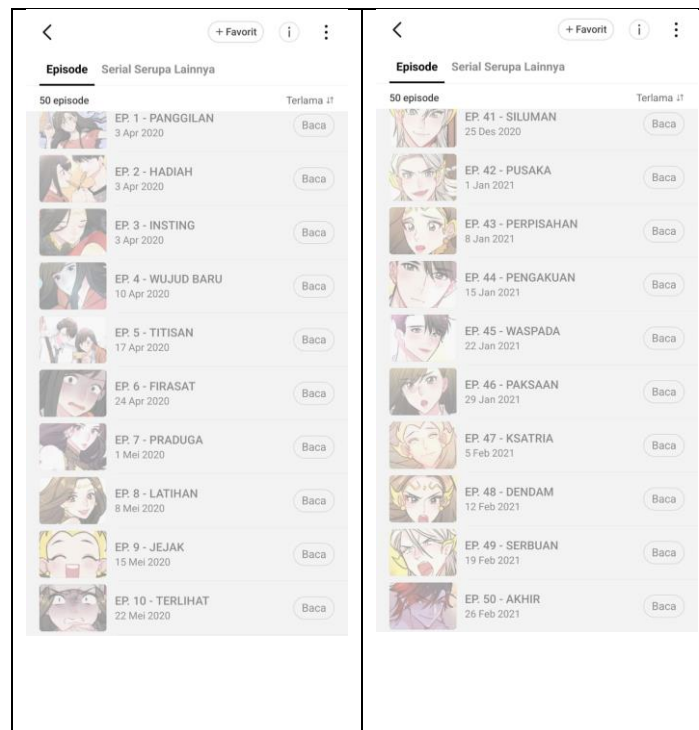 + Favorit
Episode Serial Serupa Lainnya
50 episode Terlama
EP. 1 - PANGGILAN
3 Apr 2020
Baca
EP. 2 - HADIAH
3 Apr 2020
Baca
EP. 3 - INSTING
3 Apr 2020
Baca
EP. 4 - WUJUD BARU
10 Apr 2020
Baca
EP. 5 - TITISAN
17 Apr 2020
Baca
EP. 6 - FIRASAT
24 Apr 2020
Baca
EP. 7 - PRADUGA
1 Mei 2020
Baca
EP. 8 - LATIHAN
8 Mei 2020
Baca
EP. 9 - JEJAK
15 Mei 2020
Baca
EP. 10 - TERLIHAT
22 Mei 2020
Baca
+ Favorit
Episode Serial Serupa Lainnya
50 episode Terlama
EP. 41 - SILUMAN
25 Des 2020
Baca
EP. 42 - PUSAKA
1 Jan 2021
Baca
EP. 43 - PERPISAHAN
8 Jan 2021
Baca
EP. 44 - PENGAKUAN
15 Jan 2021
Baca
EP. 45 - WASPADA
22 Jan 2021
Baca
EP. 46 - PAKSAAN
29 Jan 2021
Baca
EP. 47 - KSATRIA
5 Feb 2021
Baca
EP. 48 - DENDAM
12 Feb 2021
Baca
EP. 49 - SERBUAN
19 Feb 2021
Baca
EP. 50 - AKHIR
26 Feb 2021
Baca